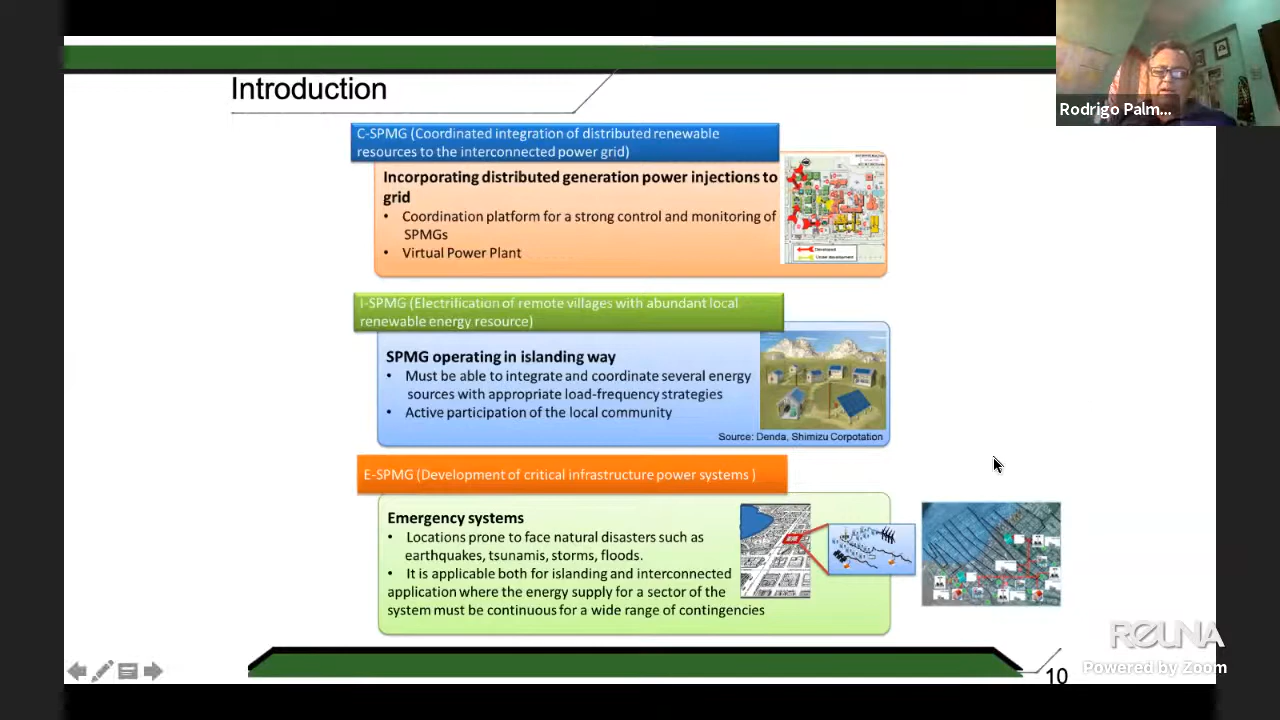 Introduction
Rodrigo Palm...
C-SPMG (Coordinated integration of distributed renewable
resources to the interconnected power grid)
Incorporating distributed generation power injections to
grid
• Coordination platform for a strong control and monitoring of
SPMGs
• Virtual Power Plant
Developed
Under development
I-SPMG (Electrification of remote villages with abundant local
renewable energy resource)
SPMG operating in islanding way
• Must be able to integrate and coordinate several energy
sources with appropriate load-frequency strategies
• Active participation of the local community
Source: Denda, Shimizu Corpotation
E-SPMG (Development of critical infrastructure power systems )
Emergency systems
• Locations prone to face natural disasters such as
earthquakes, tsunamis, storms, floods.
• It is applicable both for islanding and interconnected
application where the energy supply for a sector of the
system must be continuous for a wide range of contingencies
REUNA
Powered by Zoom
10